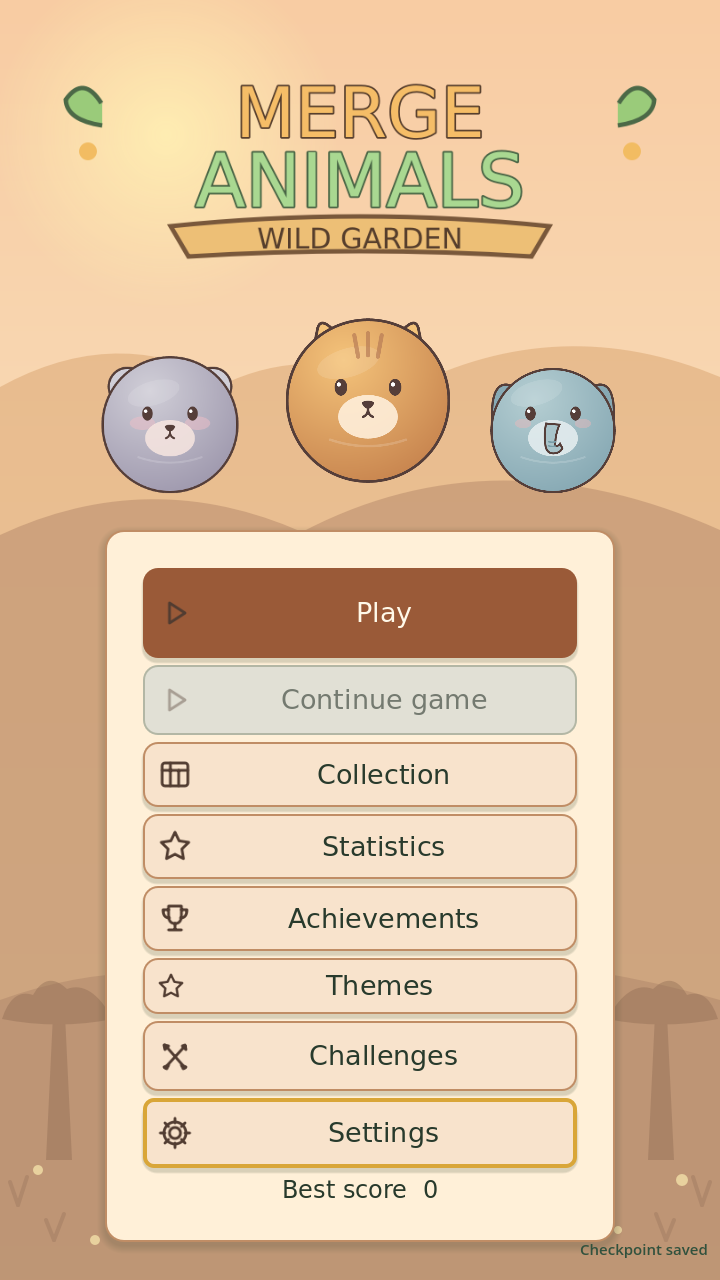 MERGE
ANIMALS
WILD GARDEN
Play
Continue game
Collection
Statistics
Achievements
Themes
Challenges
Settings
Best score 0
Checkpoint saved